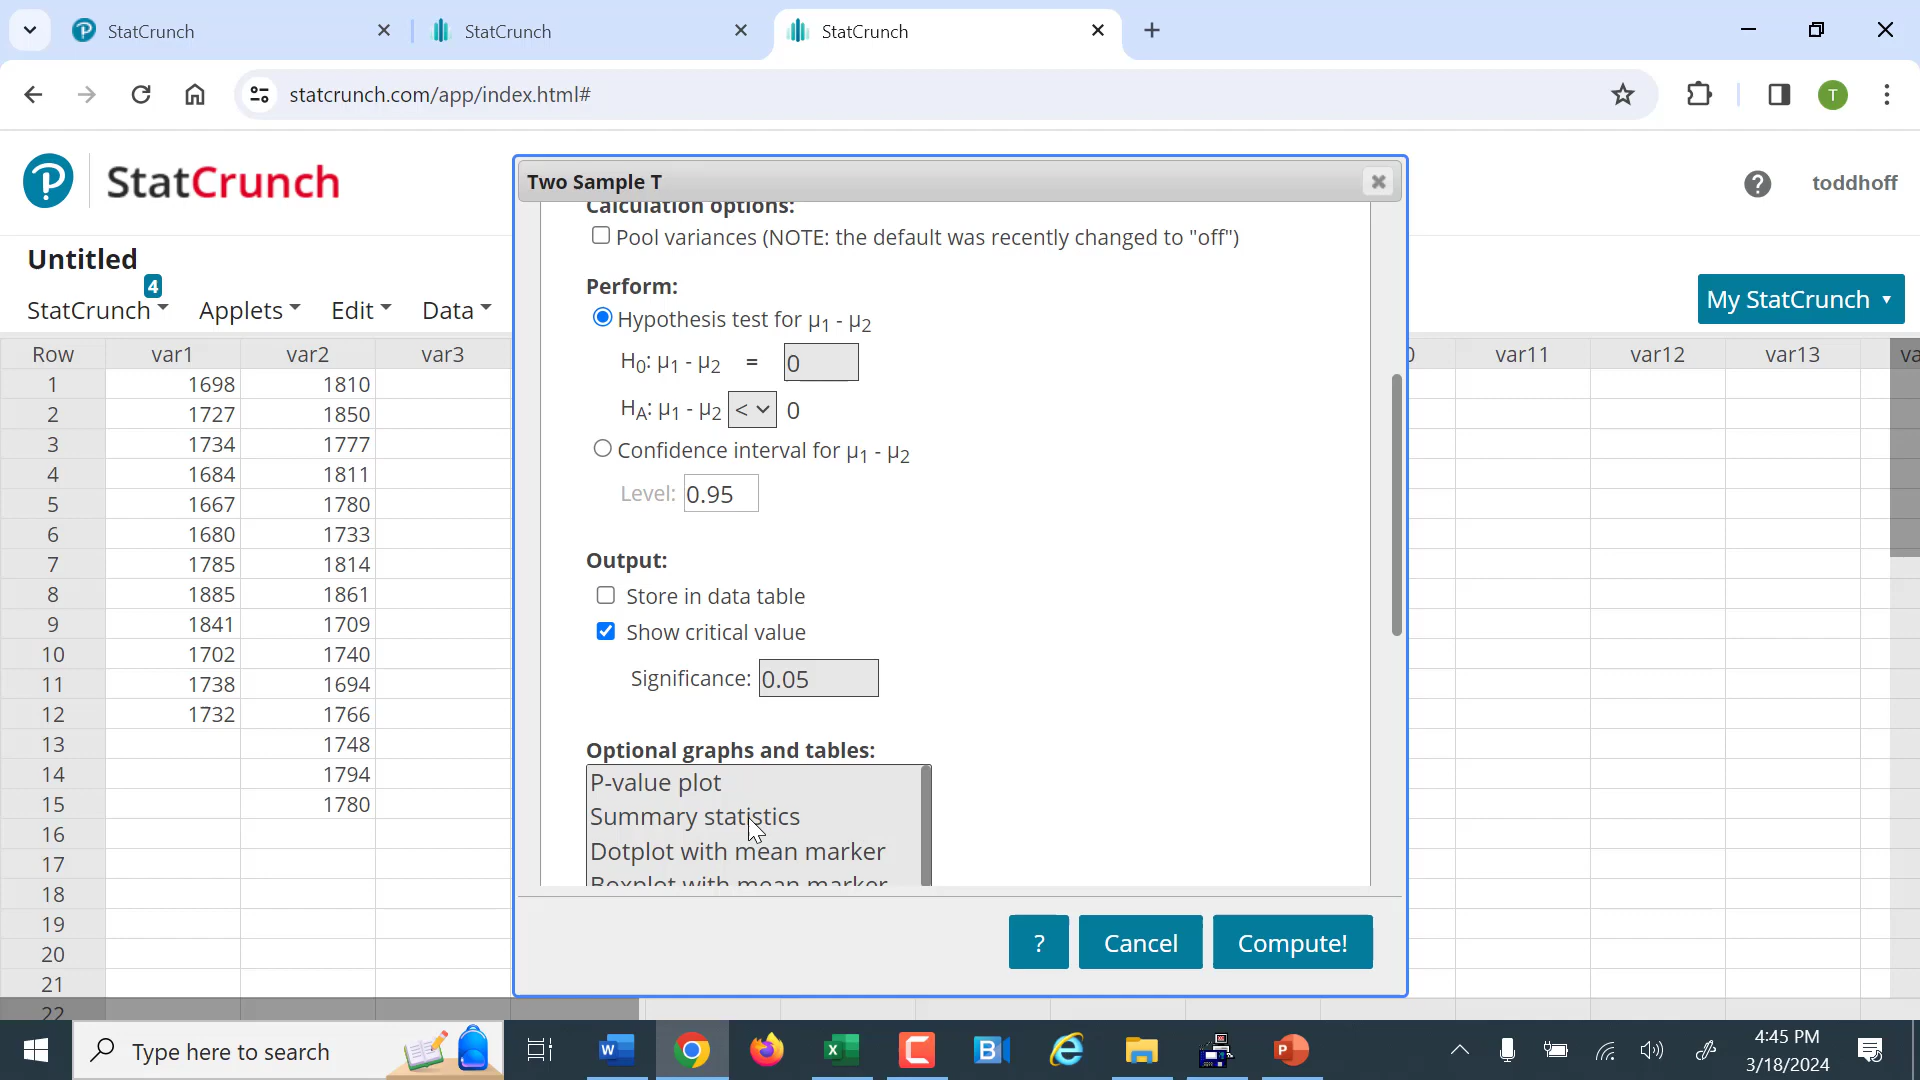 StatCrunch
StatCrunch
StatCrunch
statcrunch.com/app/index.html#
T
StatCrunch
toddhoff
Untitled
4
StatCrunch Applets Edit Data
My StatCrunch
Two Sample T
Calculation options:
Pool variances (NOTE: the default was recently changed to "off")
Perform:
Hypothesis test for μ1 - μ2
H0: μ1 - μ2 = 0
HA: μ1 - μ2 < 0
Confidence interval for μ1 - μ2
Level: 0.95
Output:
Store in data table
Show critical value
Significance: 0.05
Optional graphs and tables:
P-value plot
Summary statistics
Dotplot with mean marker
Boxplot with mean marker
? Cancel Compute!
Row var1 var2 var3 0 var11 var12 var13 va
1 1698 1810
2 1727 1850
3 1734 1777
4 1684 1811
5 1667 1780
6 1680 1733
7 1785 1814
8 1885 1861
9 1841 1709
10 1702 1740
11 1738 1694
12 1732 1766
13 1748
14 1794
15 1780
16
17
18
19
20
21
22
Type here to search
4:45 PM
3/18/2024